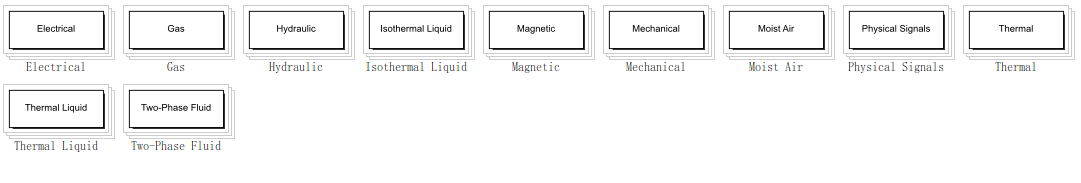 Electrical Gas Hydraulic Isothermal Liquid Magnetic Mechanical Moist Air Physical Signals Thermal
Electrical Gas Hydraulic Isothermal Liquid Magnetic Mechanical Moist Air Physical Signals Thermal
Thermal Liquid Two-Phase Fluid
Thermal Liquid Two-Phase Fluid